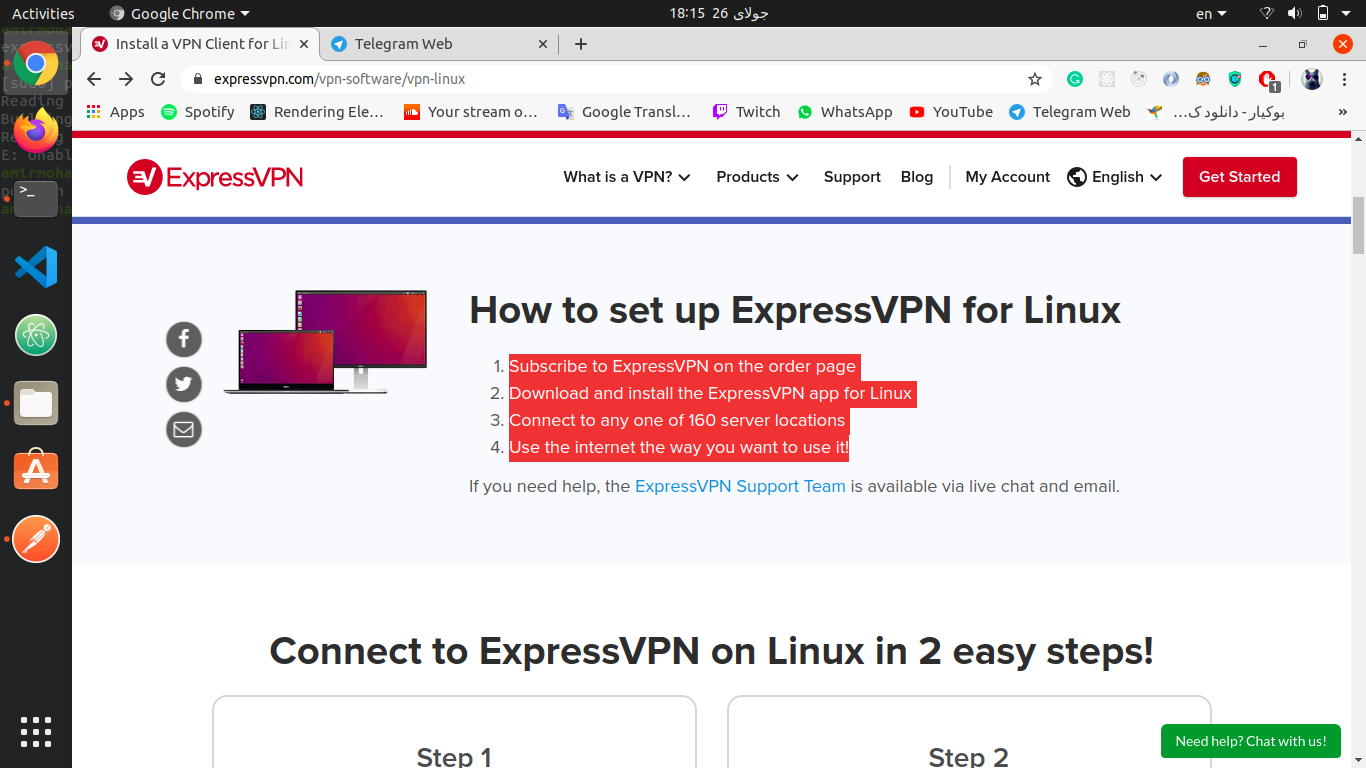 Activities
Google Chrome
18:15 26 جولای
en
Install a VPN Client for Lin
Telegram Web
expressvpn.com/vpn-software/vpn-linux
1
Apps
Spotify
Rendering Ele…
Your stream o…
Google Transl…
Twitch
WhatsApp
YouTube
Telegram Web
بوکیار - دانلود ک…
»
ExpressVPN
What is a VPN?
Products
Support
Blog
My Account
English
Get Started
How to set up ExpressVPN for Linux
1. Subscribe to ExpressVPN on the order page
2. Download and install the ExpressVPN app for Linux
3. Connect to any one of 160 server locations
4. Use the internet the way you want to use it!
If you need help, the ExpressVPN Support Team is available via live chat and email.
Connect to ExpressVPN on Linux in 2 easy steps!
Step 1
Step 2
Need help? Chat with us!